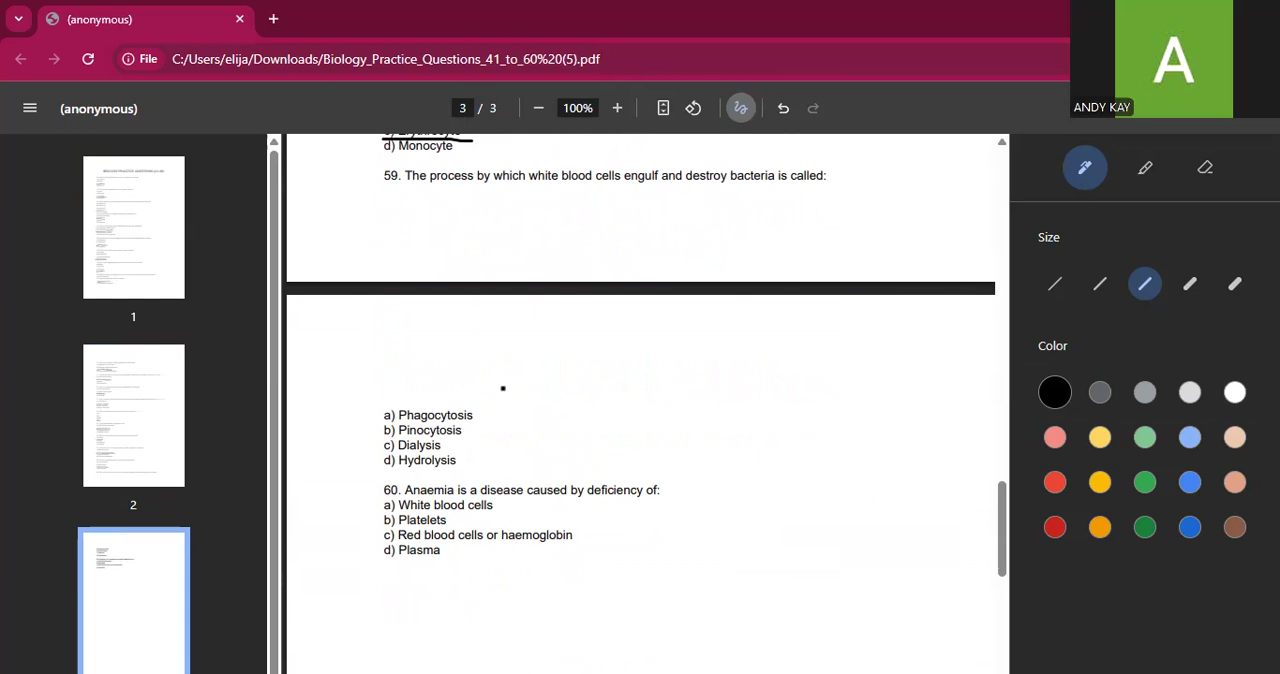 (anonymous)
File
C:/Users/elija/Downloads/Biology_Practice_Questions_41_to_60%20(5).pdf
A
ANDY KAY
(anonymous)
3 / 3
100%
d) Monocyte
59. The process by which white blood cells engulf and destroy bacteria is called:
a) Phagocytosis
b) Pinocytosis
c) Dialysis
d) Hydrolysis
60. Anaemia is a disease caused by deficiency of:
a) White blood cells
b) Platelets
c) Red blood cells or haemoglobin
d) Plasma
1
2
Size
Color